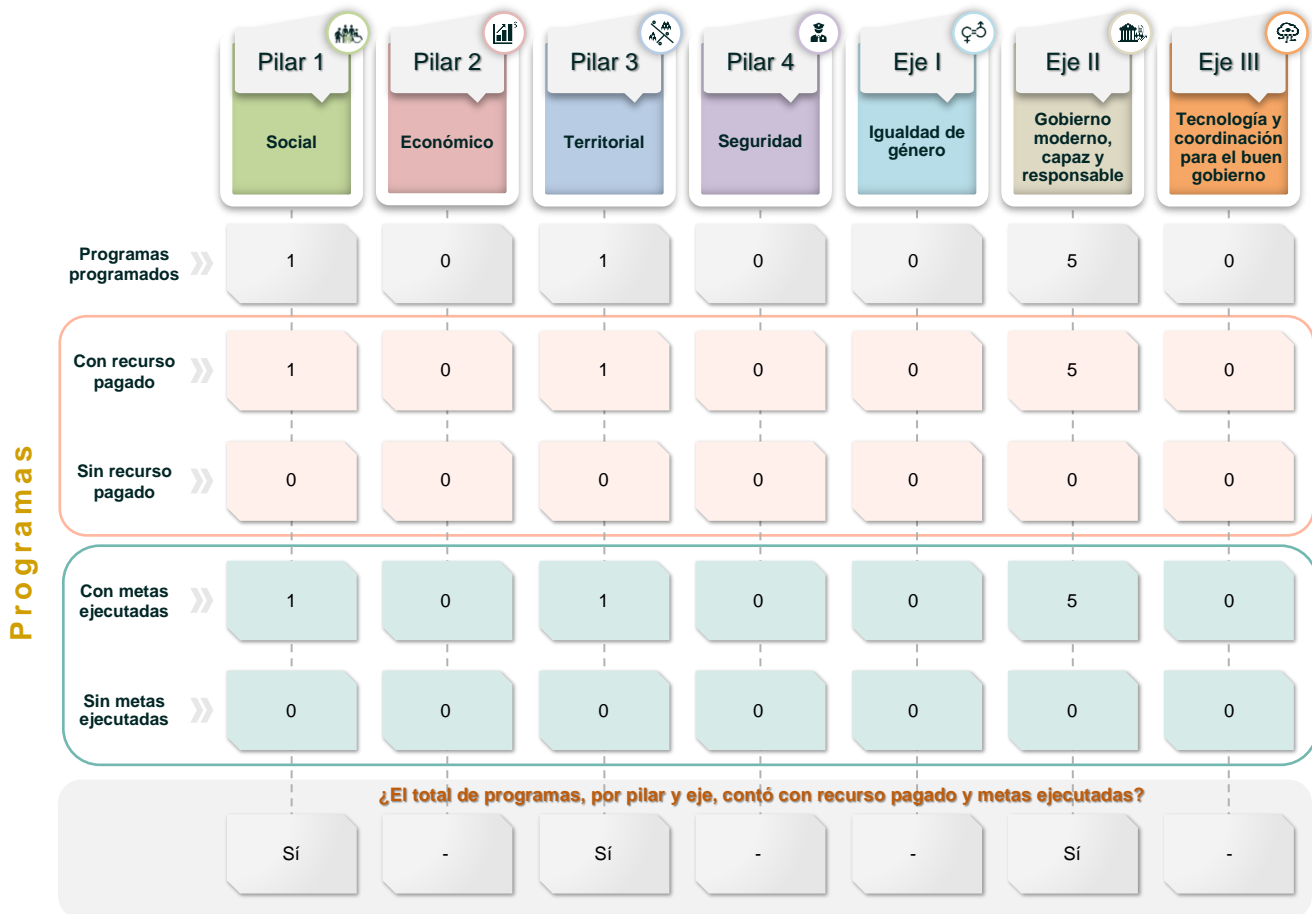 Pilar 1
Pilar 2
Pilar 3
Pilar 4
Eje I
Eje II
Eje III
Social
Económico
Territorial
Seguridad
Igualdad de
género
Gobierno
moderno,
capaz y
responsable
Tecnología y
coordinación
para el buen
gobierno
Programas
Programas
programados
1
0
1
0
0
5
0
Con recurso
pagado
1
0
1
0
0
5
0
Sin recurso
pagado
0
0
0
0
0
0
0
Con metas
ejecutadas
1
0
1
0
0
5
0
Sin metas
ejecutadas
0
0
0
0
0
0
0
¿El total de programas, por pilar y eje, contó con recurso pagado y metas ejecutadas?
Sí
-
Sí
-
-
Sí
-